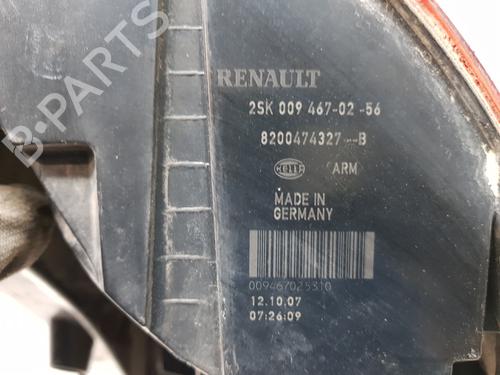 B-PARTS
RENAULT
2SK 009 467-02 -56
8200474327--B
HELLA ARM
MADE IN
GERMANY
009467025310
12.10.07
07:26:09